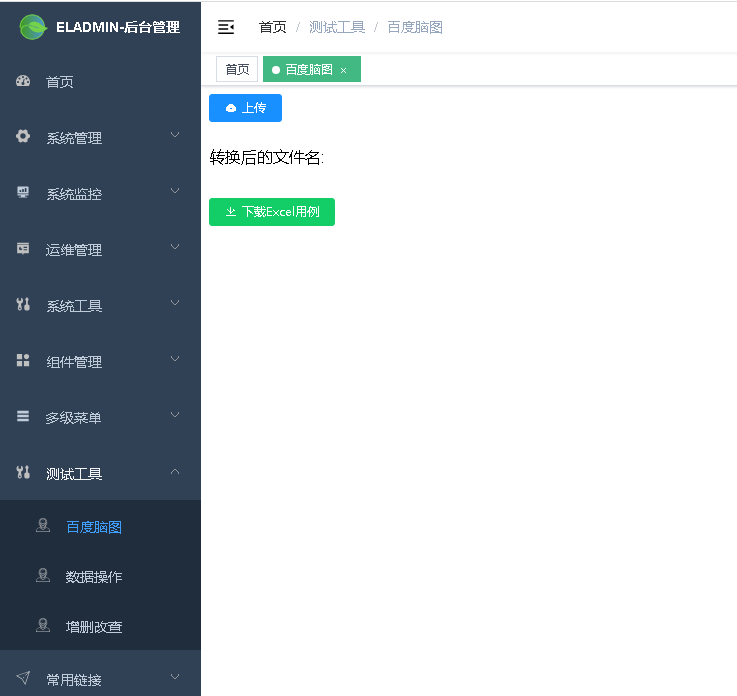 ELADMIN-后台管理
首页
系统管理
系统监控
运维管理
系统工具
组件管理
多级菜单
测试工具
百度脑图
数据操作
增删改查
常用链接
首页 / 测试工具 / 百度脑图
首页 百度脑图 ×
上传
转换后的文件名:
下载Excel用例